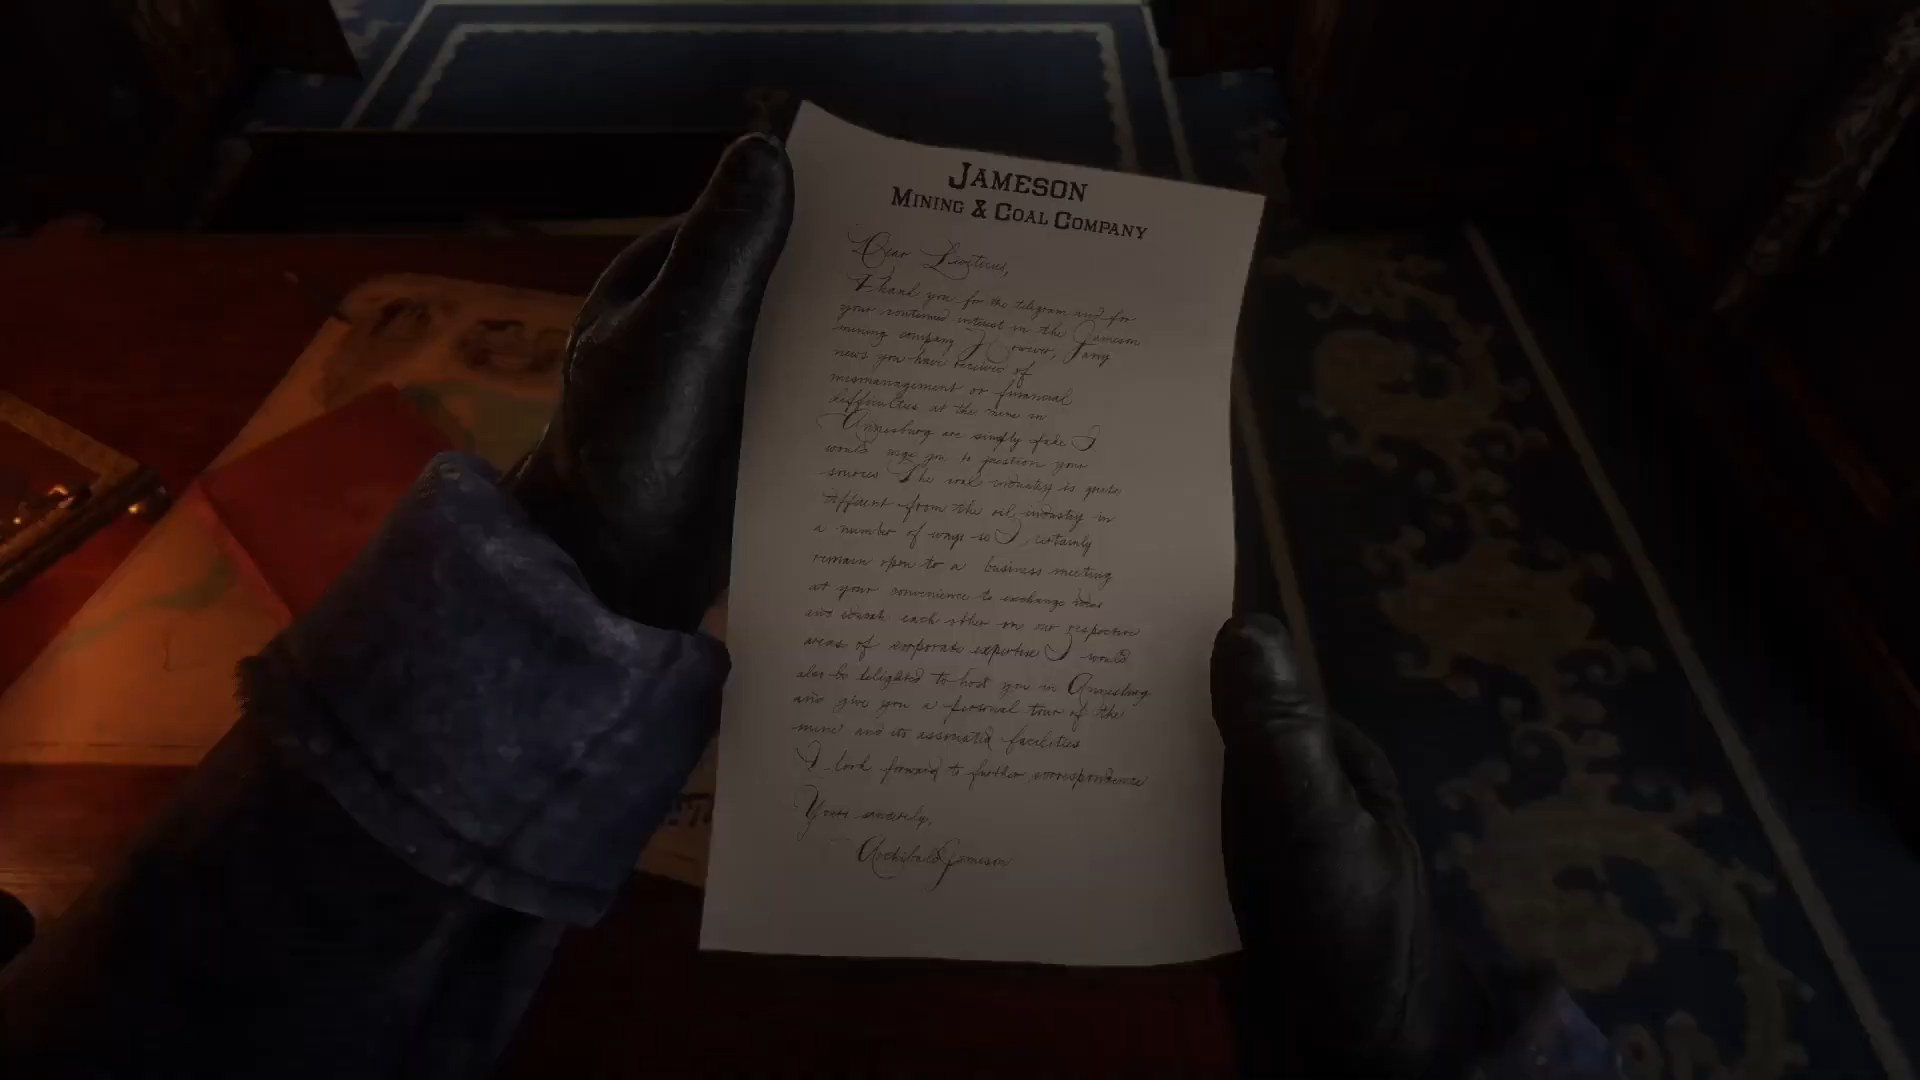 JAMESON
MINING & COAL COMPANY
Dear Leviticus,
Thank you for the telegram and for
your continued interest in the Jameson
mining company However, any
news you have received of
mismanagement or financial
difficulties at the mine in
Annesburg are simply false I
would urge you to question your
sources The coal industry is quite
different from the oil industry in
a number of ways so I certainly
remain open to a business meeting
at your convenience to exchange ideas
and consult each other on our respective
areas of corporate expertise I would
also be delighted to host you in Annesburg
and give you a personal tour of the
mine and its associated facilities
I look forward to further correspondence
Yours sincerely,
Archibald Jameson